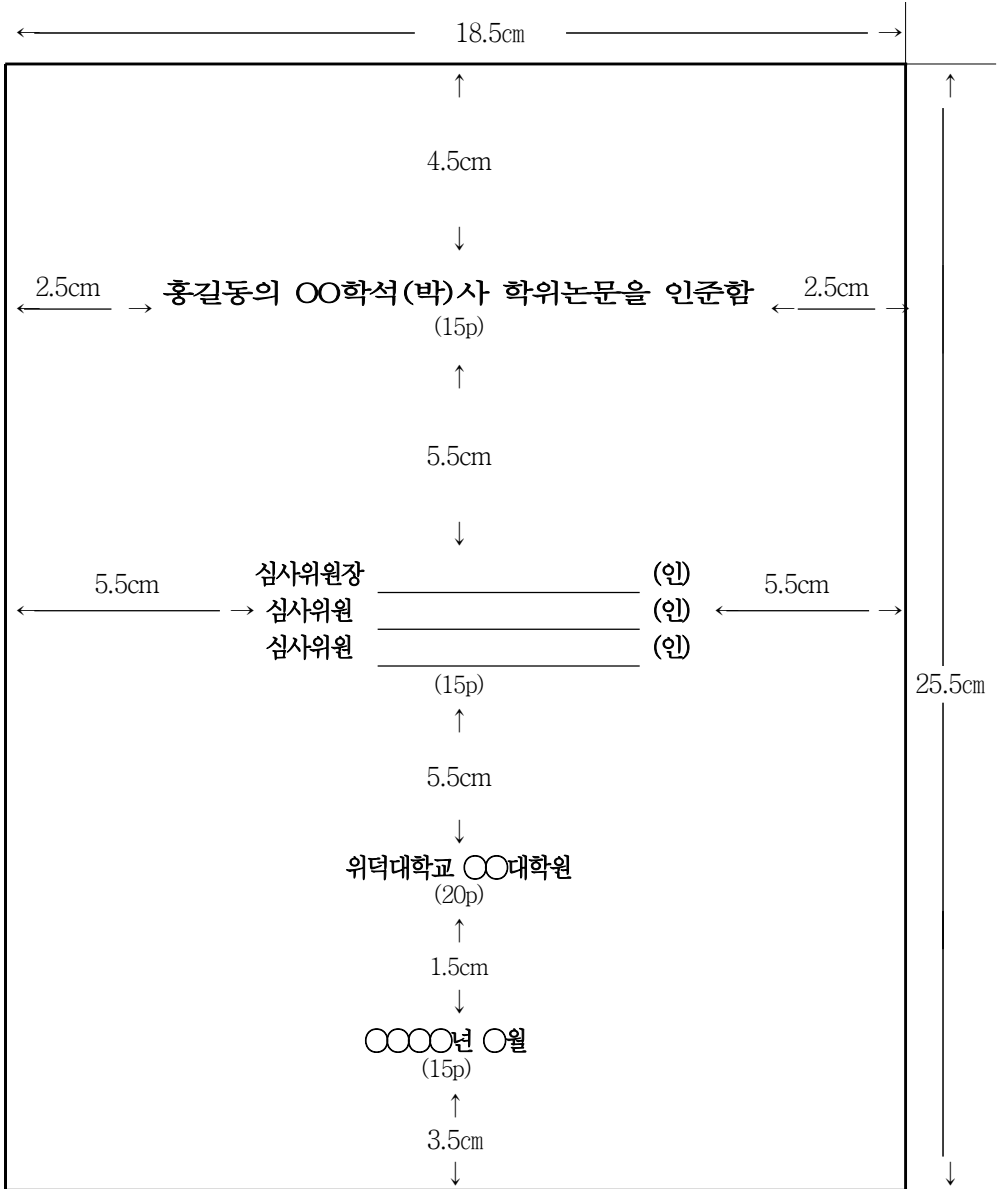 18.5㎝
4.5cm
2.5cm 홍길동의 ○○학석(박)사 학위논문을 인준함 2.5cm
(15p)
5.5cm
심사위원장 (인)
5.5cm 5.5cm
심사위원 (인)
심사위원 (인)
(15p)
25.5㎝
5.5cm
위덕대학교 ○○대학원
(20p)
1.5cm
○○○○년 ○월
(15p)
3.5㎝